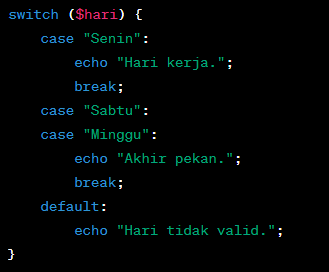 switch ($hari) {
    case "Senin":
        echo "Hari kerja.";
        break;
    case "Sabtu":
    case "Minggu":
        echo "Akhir pekan.";
        break;
    default:
        echo "Hari tidak valid.";
}